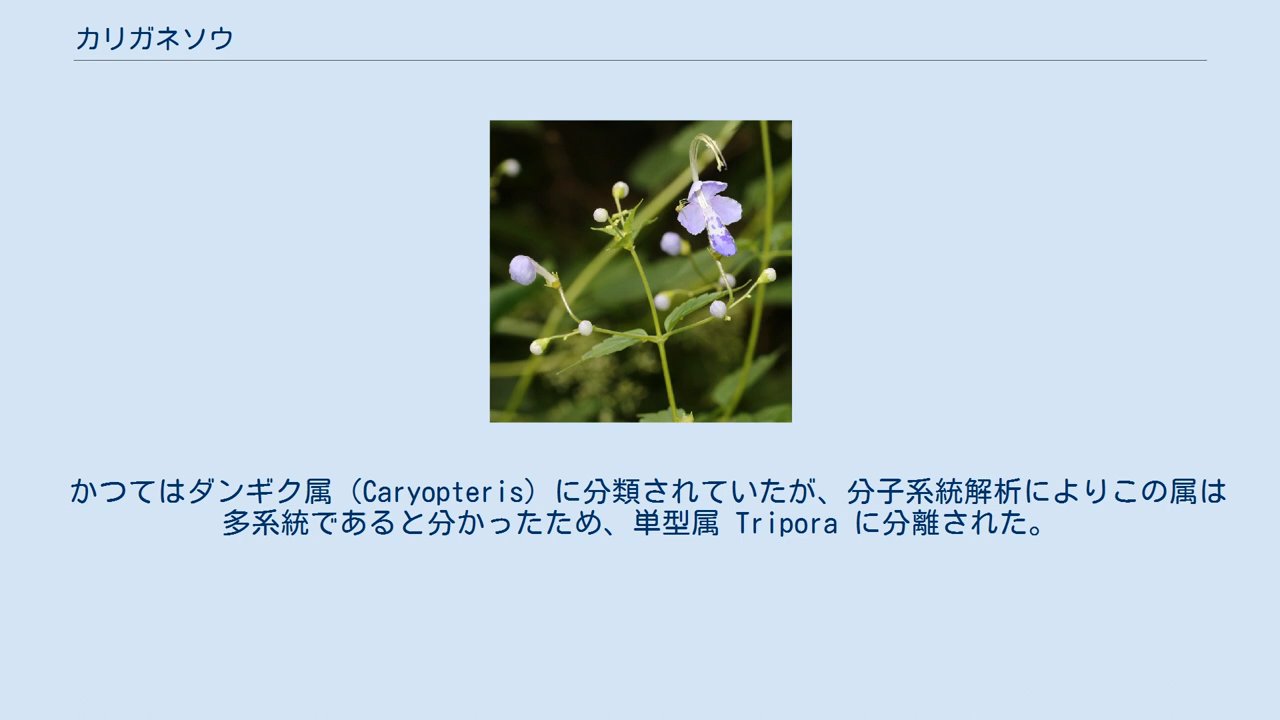 カリガネソウ
かつてはダンギク属（Caryopteris）に分類されていたが、分子系統解析によりこの属は
多系統であると分かったため、単型属 Tripora に分離された。